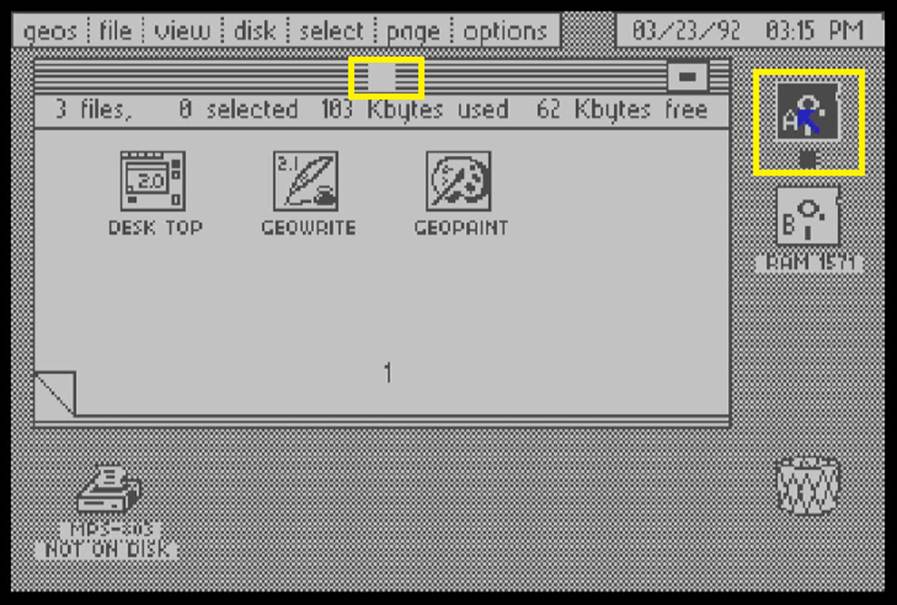 geos file view disk select page options 03/23/92 03:15 PM
3 files, 0 selected 103 Kbytes used 62 Kbytes free
A
2.0 2.1
DESK TOP GEOWRITE GEOPAINT
B
RAM 1571
1
MPS-803
NOT ON DISK